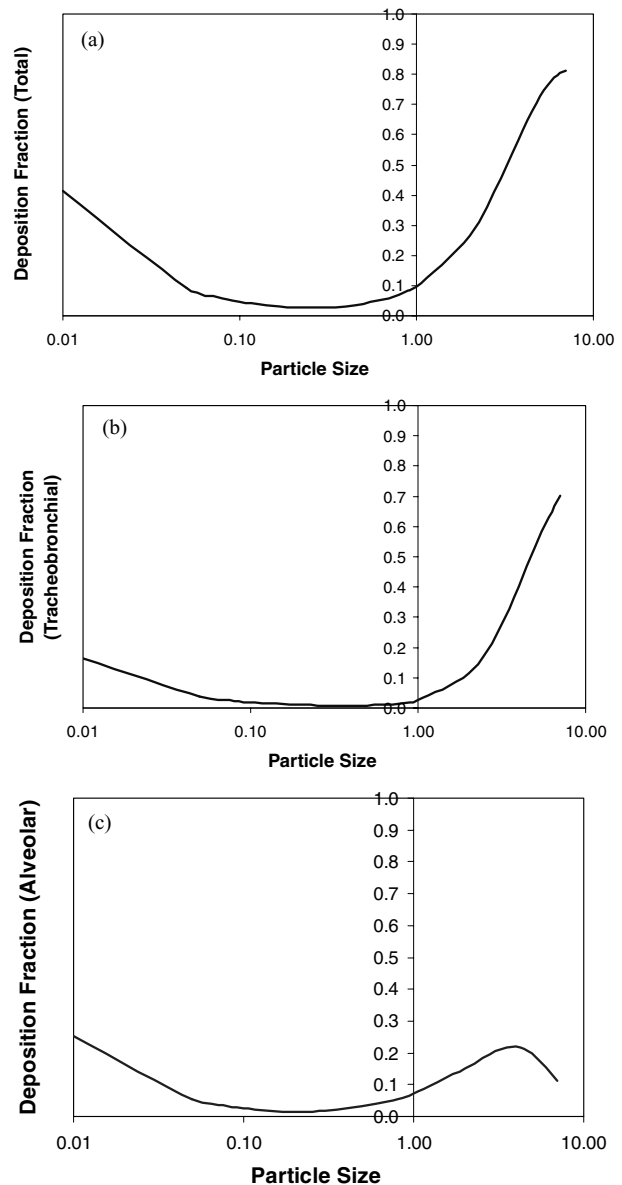 (a)
Deposition Fraction (Total)
1.0
0.9
0.8
0.7
0.6
0.5
0.4
0.3
0.2
0.1
0.0
0.01 0.10 1.00 10.00
Particle Size
(b)
Deposition Fraction
(Tracheobronchial)
1.0
0.9
0.8
0.7
0.6
0.5
0.4
0.3
0.2
0.1
0.0
0.01 0.10 1.00 10.00
Particle Size
(c)
Deposition Fraction (Alveolar)
1.0
0.9
0.8
0.7
0.6
0.5
0.4
0.3
0.2
0.1
0.0
0.01 0.10 1.00 10.00
Particle Size